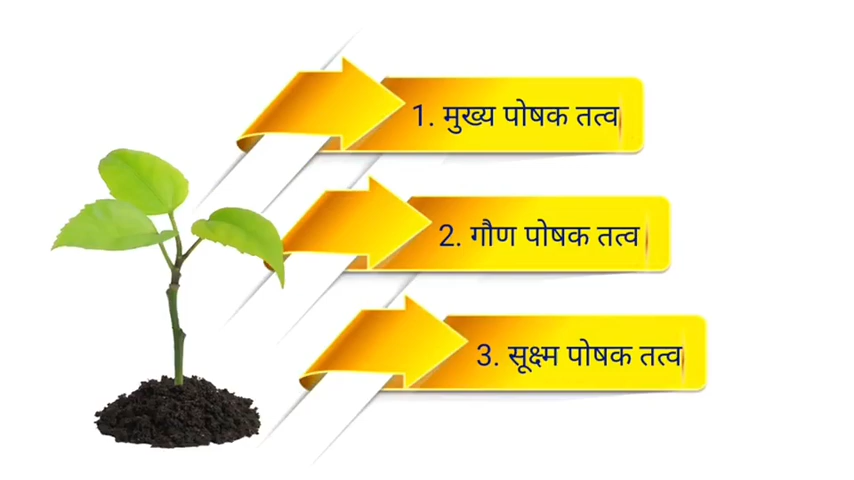 1. मुख्य पोषक तत्व
2. गौण पोषक तत्व
3. सूक्ष्म पोषक तत्व